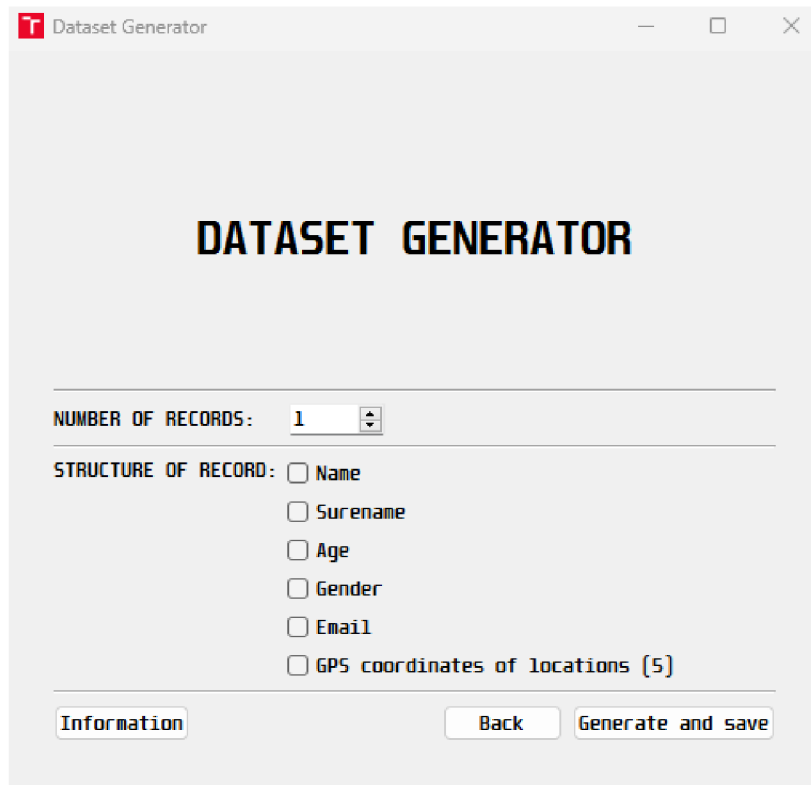 Dataset Generator
DATASET GENERATOR
NUMBER OF RECORDS: 1
STRUCTURE OF RECORD: Name
Surename
Age
Gender
Email
GPS coordinates of locations (5)
Information Back Generate and save